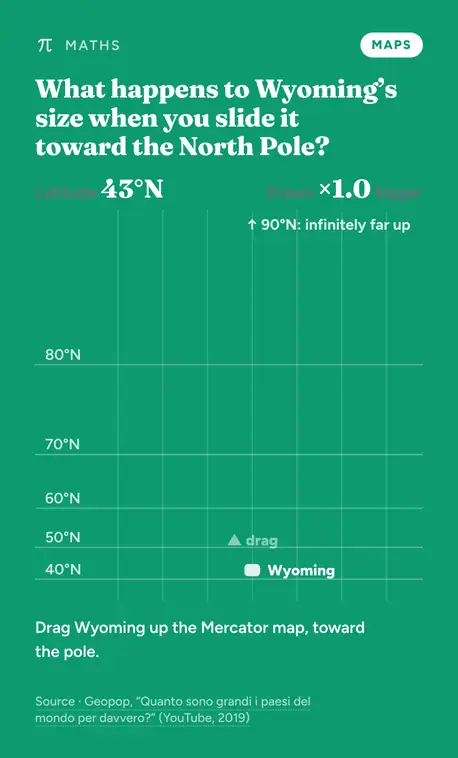 π MATHS
MAPS
What happens to Wyoming’s
size when you slide it
toward the North Pole?
Latitude 43°N
Drawn ×1.0 bigger
↑ 90°N: infinitely far up
80°N
70°N
60°N
50°N
▲ drag
40°N
Wyoming
Drag Wyoming up the Mercator map, toward
the pole.
Source · Geopop, “Quanto sono grandi i paesi del
mondo per davvero?” (YouTube, 2019)